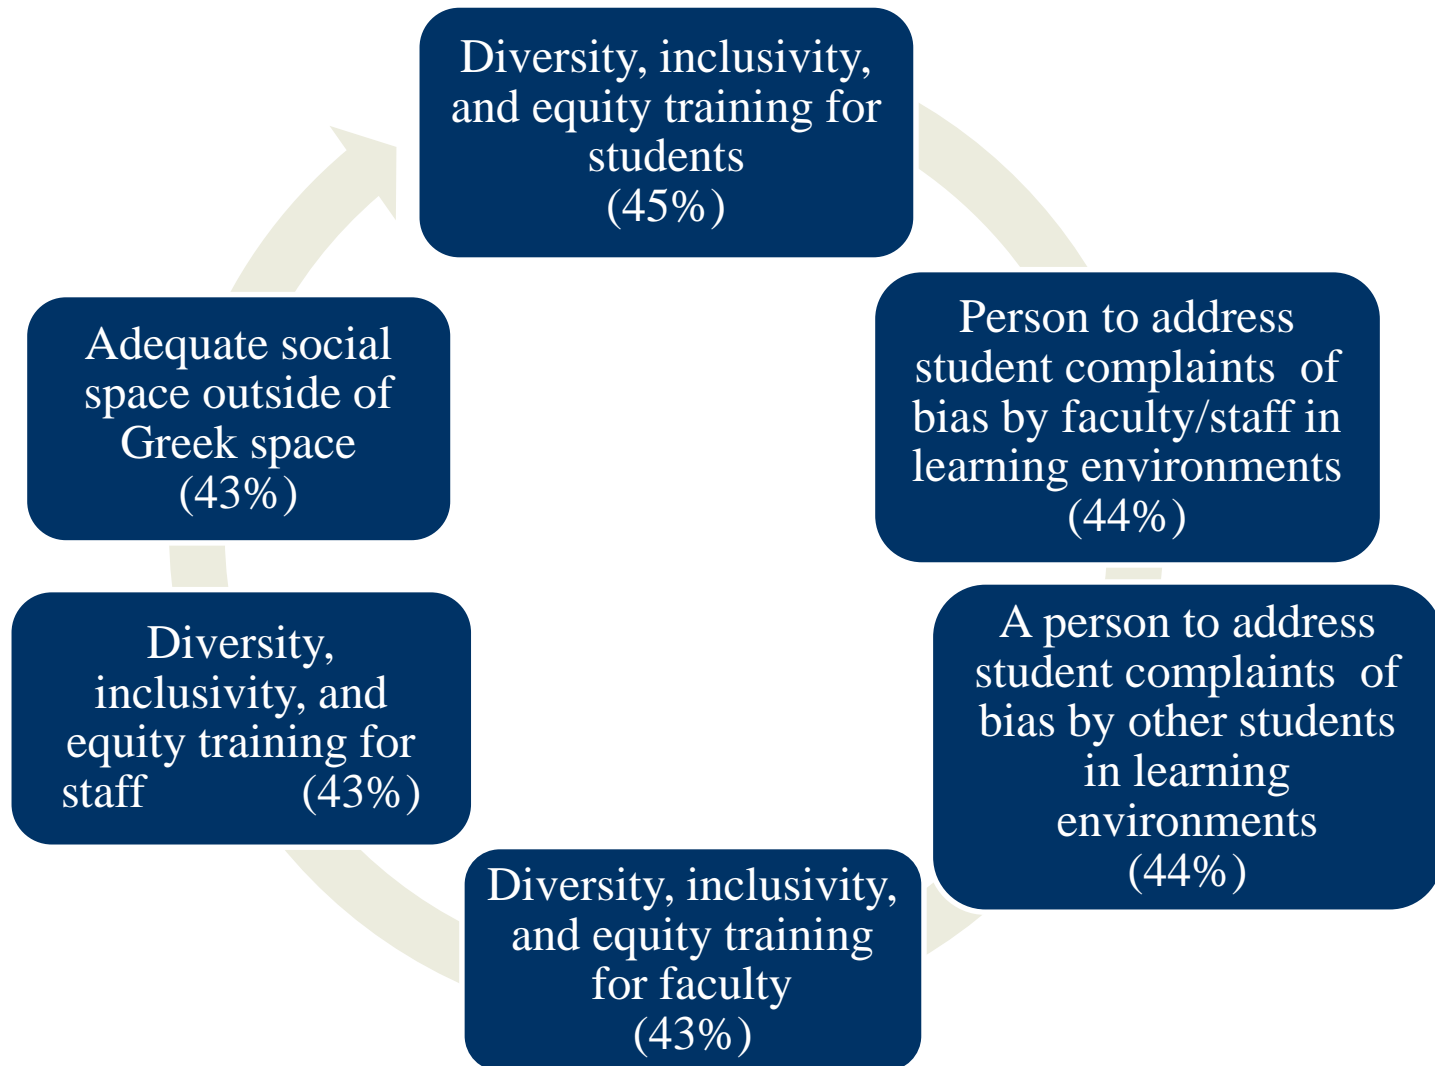 Diversity, inclusivity,
and equity training for
students
(45%)
Person to address
student complaints  of
bias by faculty/staff in
learning environments
(44%)
A person to address
student complaints  of
bias by other students
in learning
environments
(44%)
Diversity, inclusivity,
and equity training
for faculty
(43%)
Diversity,
inclusivity, and
equity training for
staff (43%)
Adequate social
space outside of
Greek space
(43%)